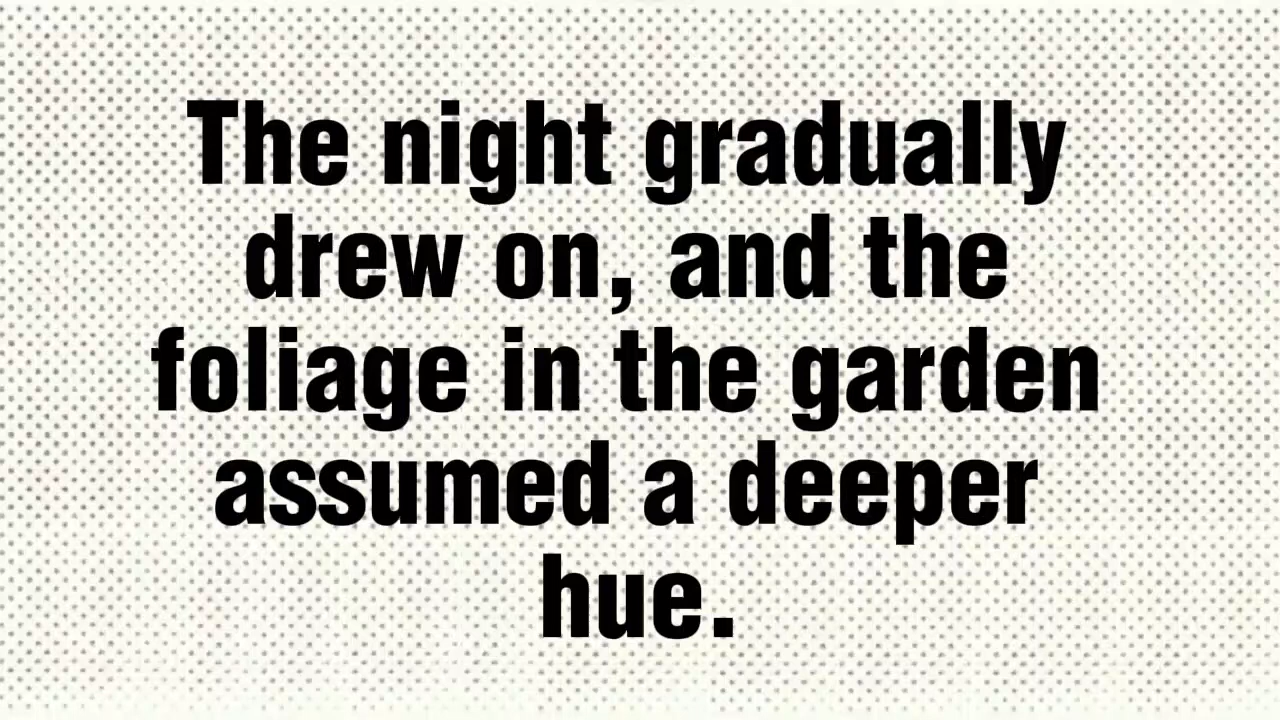 The night gradually
drew on, and the
foliage in the garden
assumed a deeper
hue.